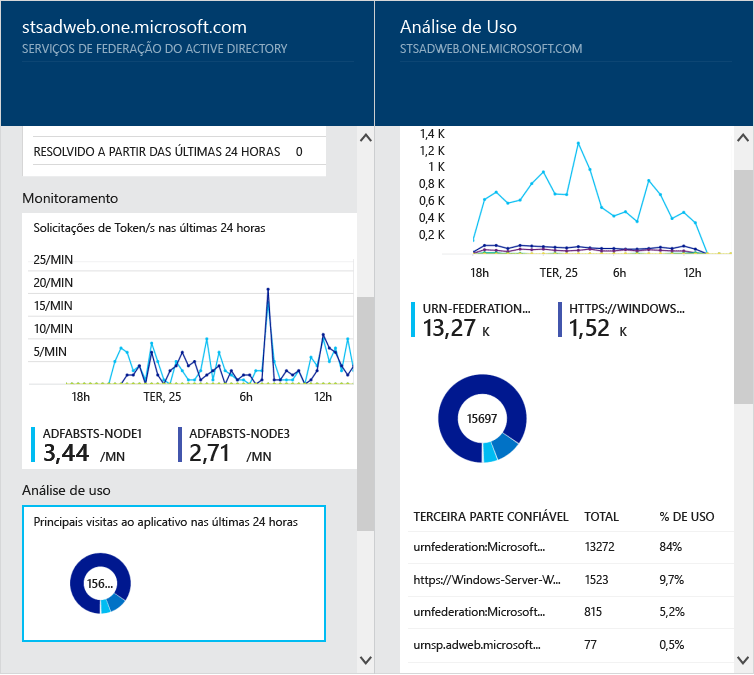 stsadweb.one.microsoft.com
SERVIÇOS DE FEDERAÇÃO DO ACTIVE DIRECTORY
RESOLVIDO A PARTIR DAS ÚLTIMAS 24 HORAS 0
Monitoramento
Solicitações de Token/s nas últimas 24 horas
25/MIN
20/MIN
15/MIN
10/MIN
5/MIN
18h TER, 25 6h 12h
ADFABSTS-NODE1
3,44 /MN
ADFABSTS-NODE3
2,71 /MN
Análise de uso
Principais visitas ao aplicativo nas últimas 24 horas
156...
Análise de Uso
STSADWEB.ONE.MICROSOFT.COM
1,4 K
1,2 K
1 K
0,8 K
0,6 K
0,4 K
0,2 K
18h TER, 25 6h 12h
URN-FEDERATION...
13,27 K
HTTPS://WINDOWS...
1,52 K
15697
TERCEIRA PARTE CONFIÁVEL TOTAL % DE USO
urnfederation:Microsoft... 13272 84%
https://Windows-Server-W... 1523 9,7%
urnfederation:Microsoft... 815 5,2%
urnsp.adweb.microsoft... 77 0,5%